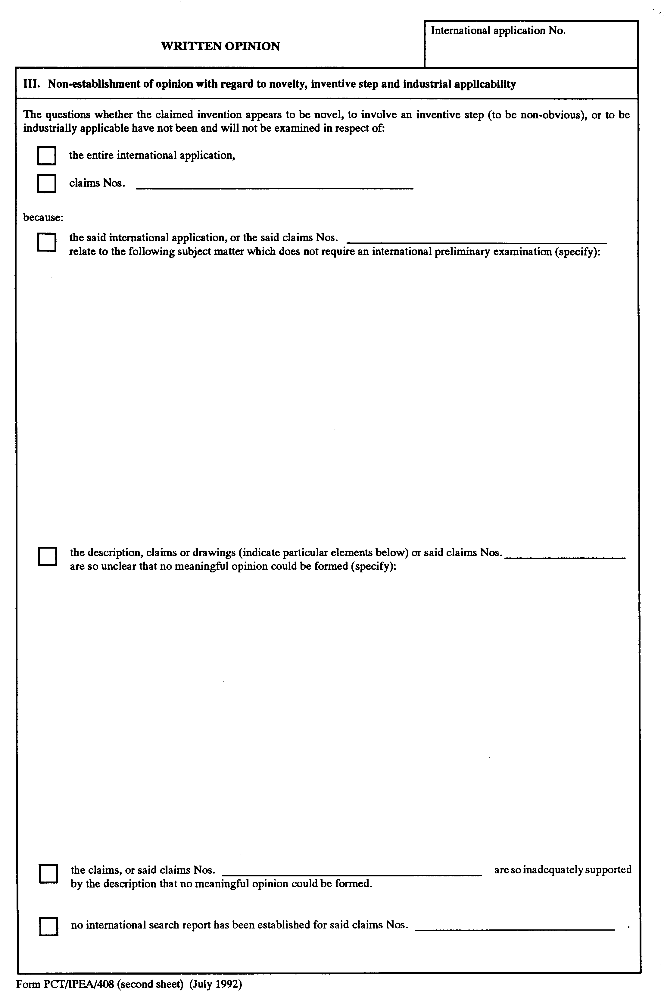 International application No.
WRITTEN OPINION
III. Non-establishment of opinion with regard to novelty, inventive step and industrial applicability
The questions whether the claimed invention appears to be novel, to involve an inventive step (to be non-obvious), or to be
industrially applicable have not been and will not be examined in respect of:
the entire international application,
claims Nos.
because:
the said international application, or the said claims Nos.
relate to the following subject matter which does not require an international preliminary examination (specify):
the description, claims or drawings (indicate particular elements below) or said claims Nos.
are so unclear that no meaningful opinion could be formed (specify):
the claims, or said claims Nos. are so inadequately supported
by the description that no meaningful opinion could be formed.
no international search report has been established for said claims Nos. .
Form PCT/IPEA/408 (second sheet) (July 1992)